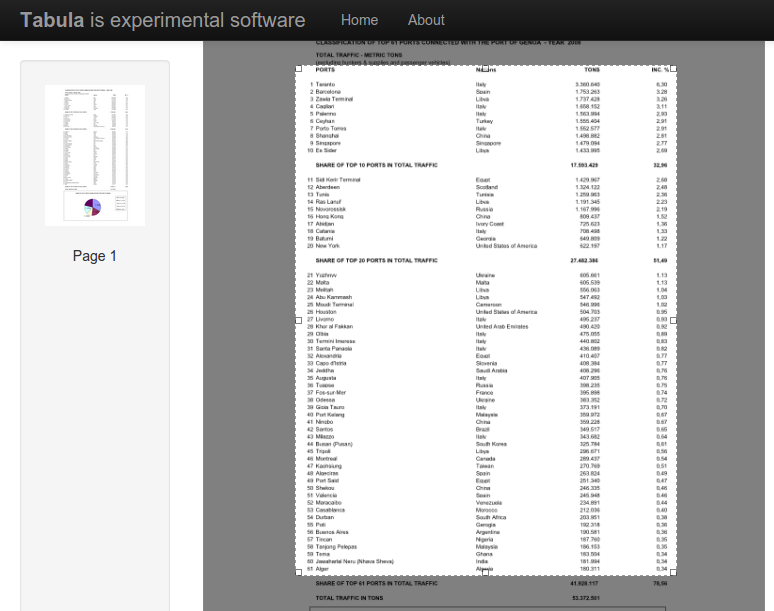 Tabula is experimental software Home About
Page 1
CLASSIFICATION OF TOP 61 PORTS CONNECTED WITH THE PORT OF GENOA - YEAR 2009
TOTAL TRAFFIC - METRIC TONS
(excluding bunkers & supplies and passenger vehicles)
PORTS Nations TONS INC. %
1 Taranto Italy 3.360.640 6,30
2 Barcelona Spain 1.753.263 3,28
3 Zawia Terminal Libya 1.737.428 3,26
4 Cagliari Italy 1.658.152 3,11
5 Palermo Italy 1.563.994 2,93
6 Ceyhan Turkey 1.555.404 2,91
7 Porto Torres Italy 1.552.577 2,91
8 Shanghai China 1.498.882 2,81
9 Singapore Singapore 1.479.094 2,77
10 Es Sider Libya 1.433.995 2,69
SHARE OF TOP 10 PORTS IN TOTAL TRAFFIC 17.593.429 32,96
11 Sidi Kerir Terminal Egypt 1.429.967 2,68
12 Aberdeen Scotland 1.324.122 2,48
13 Tunis Tunisia 1.259.963 2,36
14 Ras Lanuf Libya 1.191.345 2,23
15 Novorossisk Russia 1.167.996 2,19
16 Hong Kong China 809.437 1,52
17 Abidjan Ivory Coast 725.623 1,36
18 Catania Italy 708.498 1,33
19 Batumi Georgia 649.809 1,22
20 New York United States of America 622.197 1,17
SHARE OF TOP 20 PORTS IN TOTAL TRAFFIC 27.482.386 51,49
21 Yuzhnyy Ukraine 605.661 1,13
22 Malta Malta 605.539 1,13
23 Mellitah Libya 556.063 1,04
24 Abu Kammash Libya 547.492 1,03
25 Moudi Terminal Cameroon 546.986 1,02
26 Houston United States of America 504.703 0,95
27 Livorno Italy 495.237 0,93
28 Khor al Fakkan United Arab Emirates 490.420 0,92
29 Olbia Italy 475.055 0,89
30 Termini Imerese Italy 440.802 0,83
31 Santa Panagia Italy 436.089 0,82
32 Alexandria Egypt 410.407 0,77
33 Capo d'Istria Slovenia 408.384 0,77
34 Jeddha Saudi Arabia 408.296 0,76
35 Augusta Italy 407.905 0,76
36 Tuapse Russia 398.235 0,75
37 Fos-sur-Mer France 395.898 0,74
38 Odessa Ukraine 383.352 0,72
39 Gioia Tauro Italy 373.191 0,70
40 Port Kelang Malaysia 359.972 0,67
41 Ningbo China 359.228 0,67
42 Santos Brazil 349.517 0,65
43 Milazzo Italy 343.682 0,64
44 Busan (Pusan) South Korea 325.784 0,61
45 Tripoli Libya 296.671 0,56
46 Montreal Canada 289.437 0,54
47 Kaohsiung Taiwan 270.769 0,51
48 Algeciras Spain 263.824 0,49
49 Port Said Egypt 251.340 0,47
50 Shekou China 246.335 0,46
51 Valencia Spain 245.948 0,46
52 Maracaibo Venezuela 234.891 0,44
53 Casablanca Morocco 212.036 0,40
54 Durban South Africa 203.951 0,38
55 Poti Georgia 192.318 0,36
56 Buenos Aires Argentina 190.581 0,36
57 Tincan Nigeria 187.760 0,35
58 Tanjung Pelepas Malaysia 186.153 0,35
59 Tema Ghana 183.504 0,34
60 Jawaharlal Neru (Nhava Sheva) India 181.994 0,34
61 Alger Algeria 180.311 0,34
SHARE OF TOP 61 PORTS IN TOTAL TRAFFIC 41.928.117 78,56
TOTAL TRAFFIC IN TONS 53.372.501